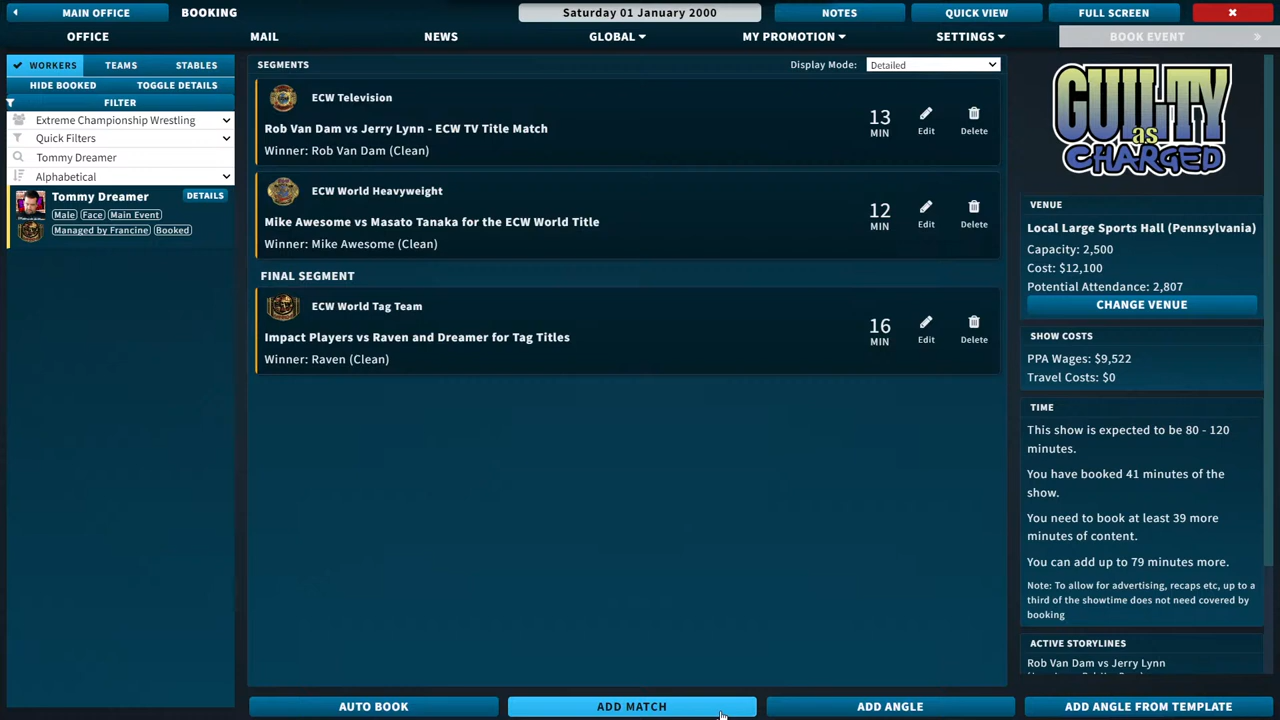 MAIN OFFICE
BOOKING
Saturday 01 January 2000
NOTES
QUICK VIEW
FULL SCREEN
OFFICE
MAIL
NEWS
GLOBAL
MY PROMOTION
SETTINGS
BOOK EVENT
WORKERS
TEAMS
STABLES
HIDE BOOKED
TOGGLE DETAILS
FILTER
Extreme Championship Wrestling
Quick Filters
Tommy Dreamer
Alphabetical
Tommy Dreamer
DETAILS
Male Face Main Event
Managed by Francine Booked
SEGMENTS
Display Mode: Detailed
ECW Television
Rob Van Dam vs Jerry Lynn - ECW TV Title Match
Winner: Rob Van Dam (Clean)
13
MIN
Edit
Delete
ECW World Heavyweight
Mike Awesome vs Masato Tanaka for the ECW World Title
Winner: Mike Awesome (Clean)
12
MIN
Edit
Delete
FINAL SEGMENT
ECW World Tag Team
Impact Players vs Raven and Dreamer for Tag Titles
Winner: Raven (Clean)
16
MIN
Edit
Delete
GUILTY
as
CHARGED
VENUE
Local Large Sports Hall (Pennsylvania)
Capacity: 2,500
Cost: $12,100
Potential Attendance: 2,807
CHANGE VENUE
SHOW COSTS
PPA Wages: $9,522
Travel Costs: $0
TIME
This show is expected to be 80 - 120
minutes.
You have booked 41 minutes of the
show.
You need to book at least 39 more
minutes of content.
You can add up to 79 minutes more.
Note: To allow for advertising, recaps etc, up to a
third of the showtime does not need covered by
booking
ACTIVE STORYLINES
Rob Van Dam vs Jerry Lynn
AUTO BOOK
ADD MATCH
ADD ANGLE
ADD ANGLE FROM TEMPLATE